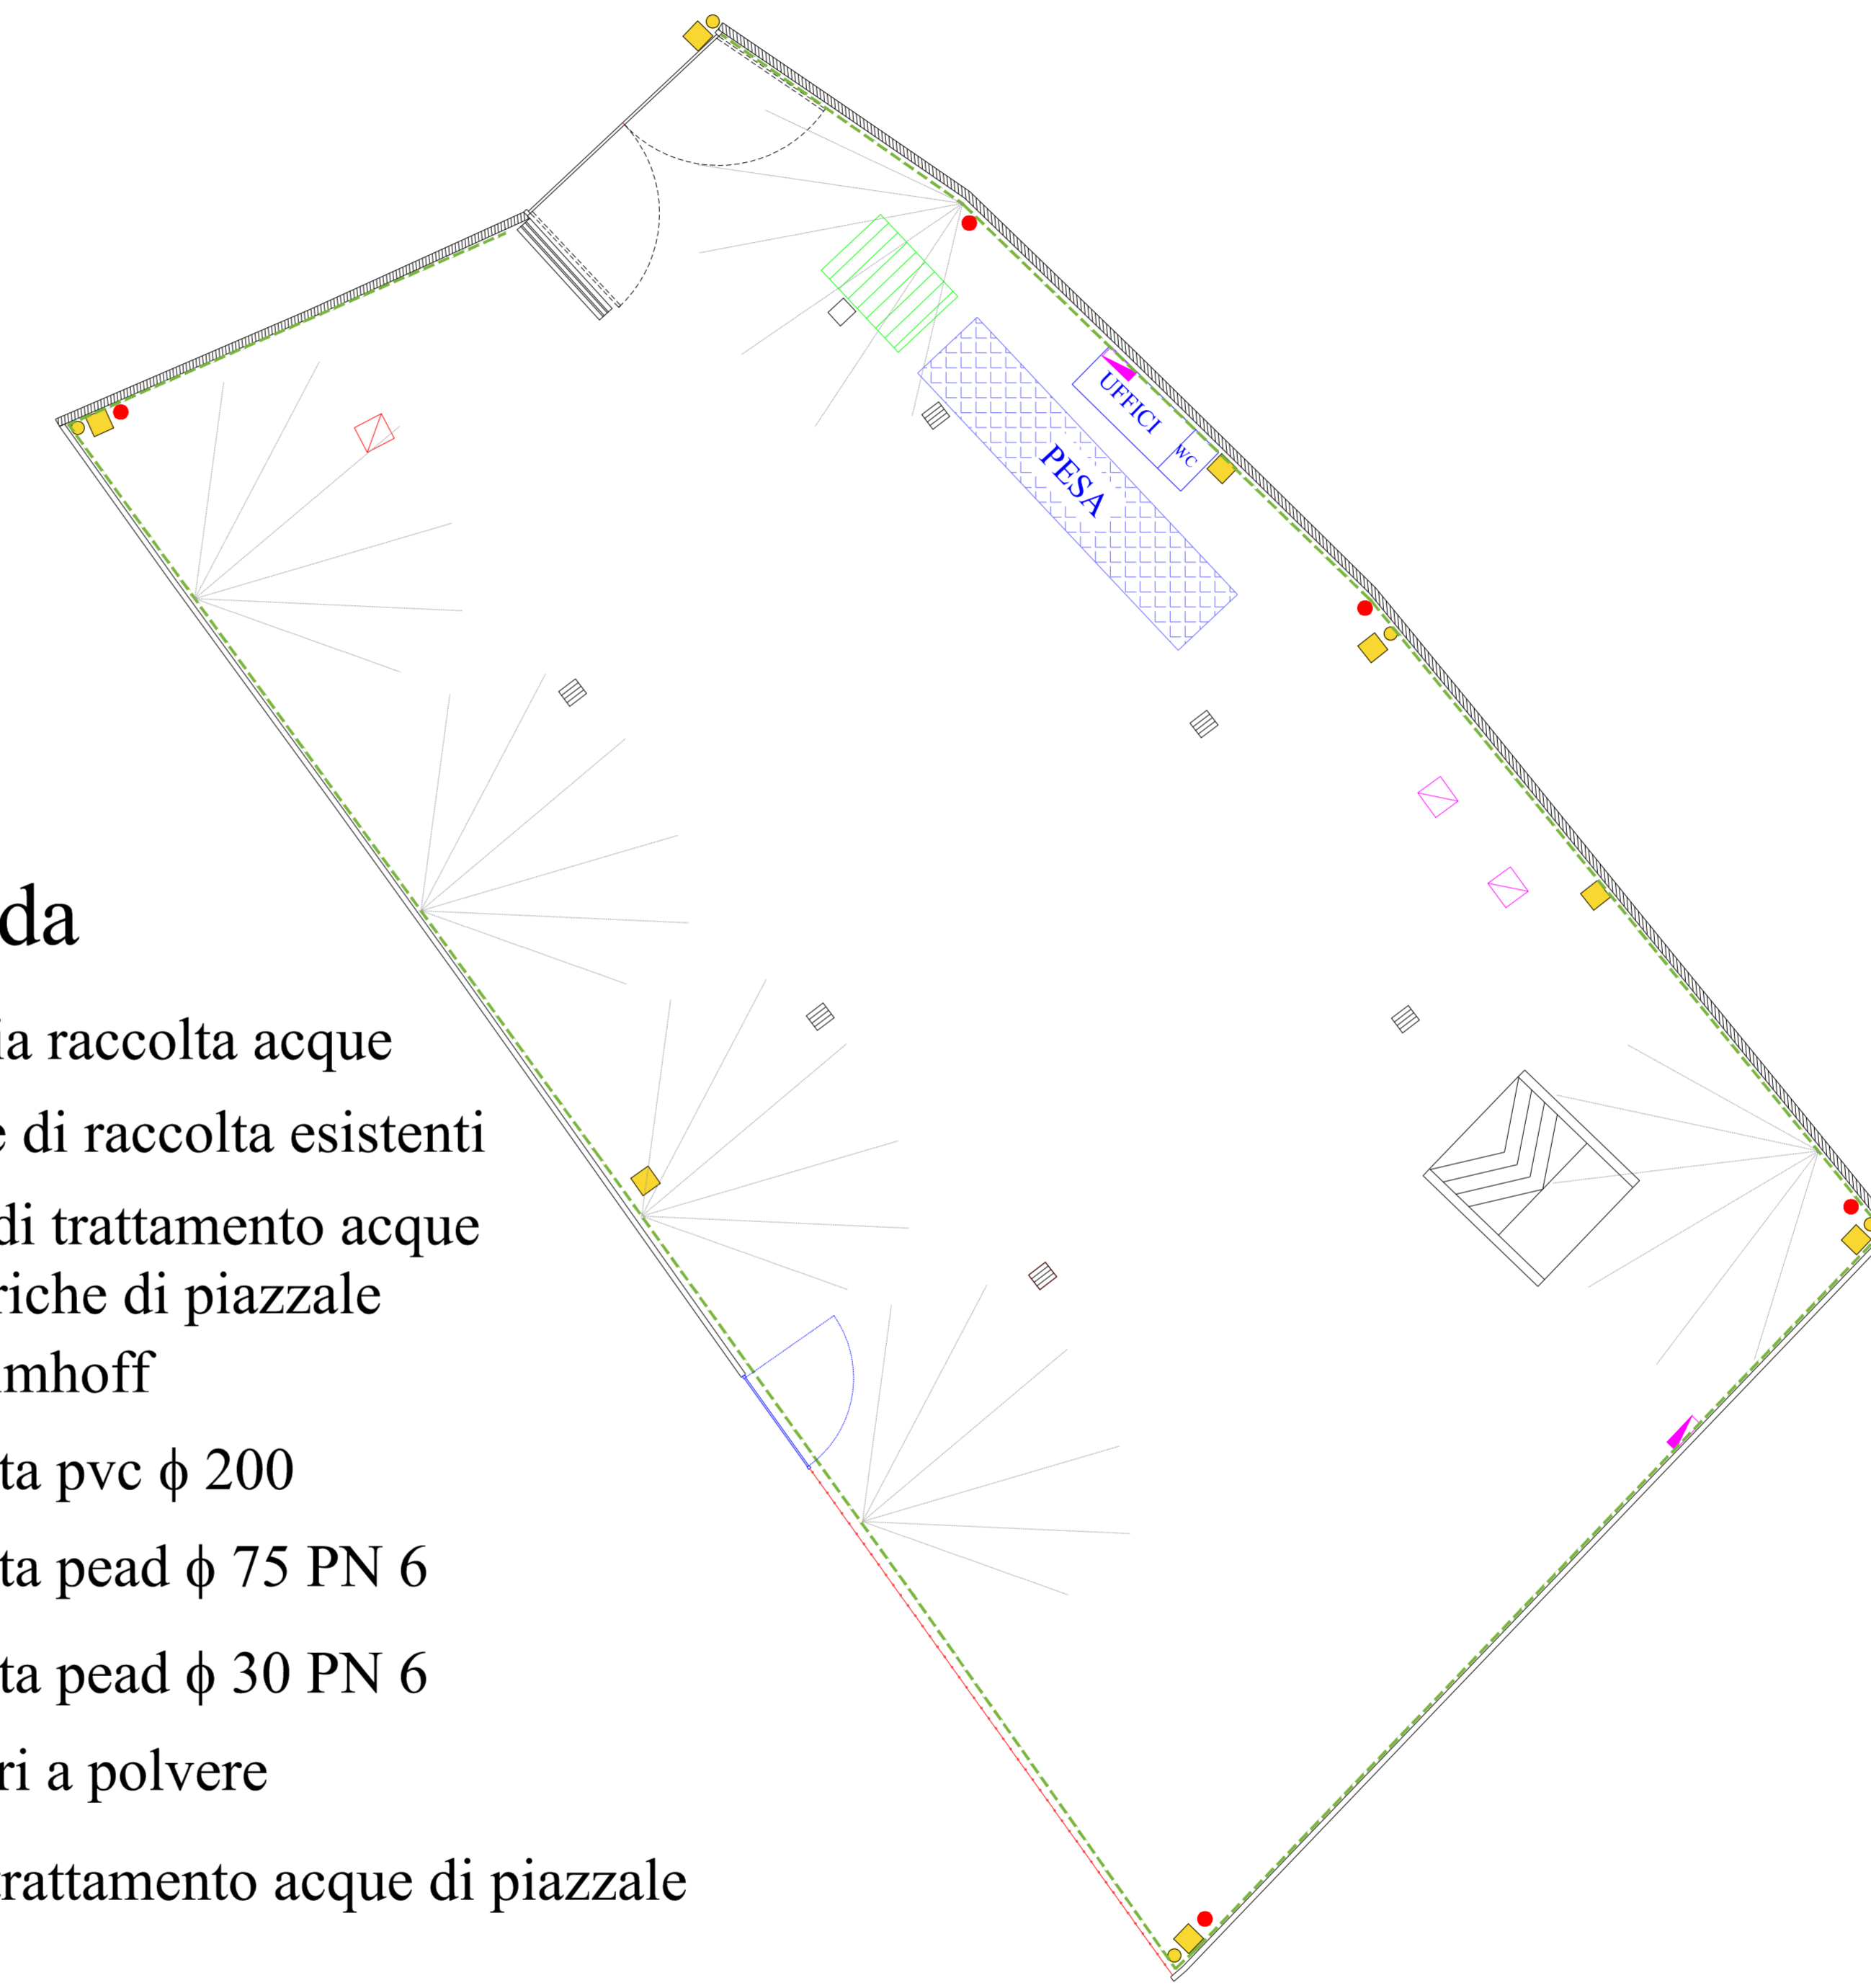 UFFICI
WC
PESA
da
ia raccolta acque
e di raccolta esistenti
di trattamento acque
riche di piazzale
mhoff
ta pvc ϕ 200
ta pead ϕ 75 PN 6
ta pead ϕ 30 PN 6
ri a polvere
rattamento acque di piazzale